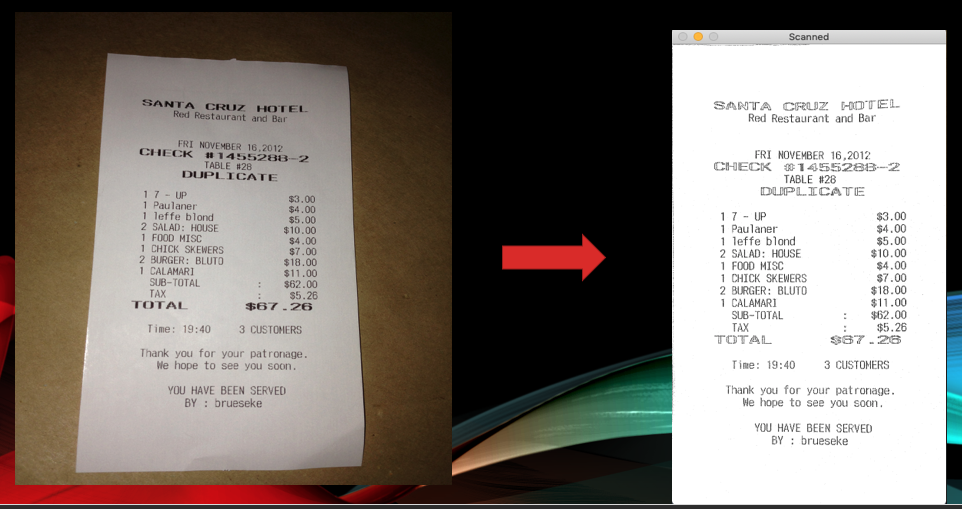 SANTA CRUZ HOTEL
Red Restaurant and Bar
FRI NOVEMBER 16,2012
CHECK #1455288-2
TABLE #28
DUPLICATE
1 7 - UP $3.00
1 Paulaner $4.00
1 leffe blond $5.00
2 SALAD: HOUSE $10.00
1 FOOD MISC $4.00
1 CHICK SKEWERS $7.00
2 BURGER: BLUTO $18.00
1 CALAMARI $11.00
SUB-TOTAL : $62.00
TAX : $5.26
TOTAL $67.26
Time: 19:40 3 CUSTOMERS
Thank you for your patronage.
We hope to see you soon.
YOU HAVE BEEN SERVED
BY : brueseke
Scanned
SANTA CRUZ HOTEL
Red Restaurant and Bar
FRI NOVEMBER 16,2012
CHECK #1455288-2
TABLE #28
DUPLICATE
1 7 - UP $3.00
1 Paulaner $4.00
1 leffe blond $5.00
2 SALAD: HOUSE $10.00
1 FOOD MISC $4.00
1 CHICK SKEWERS $7.00
2 BURGER: BLUTO $18.00
1 CALAMARI $11.00
SUB-TOTAL : $62.00
TAX : $5.26
TOTAL $67.26
Time: 19:40 3 CUSTOMERS
Thank you for your patronage.
We hope to see you soon.
YOU HAVE BEEN SERVED
BY : brueseke